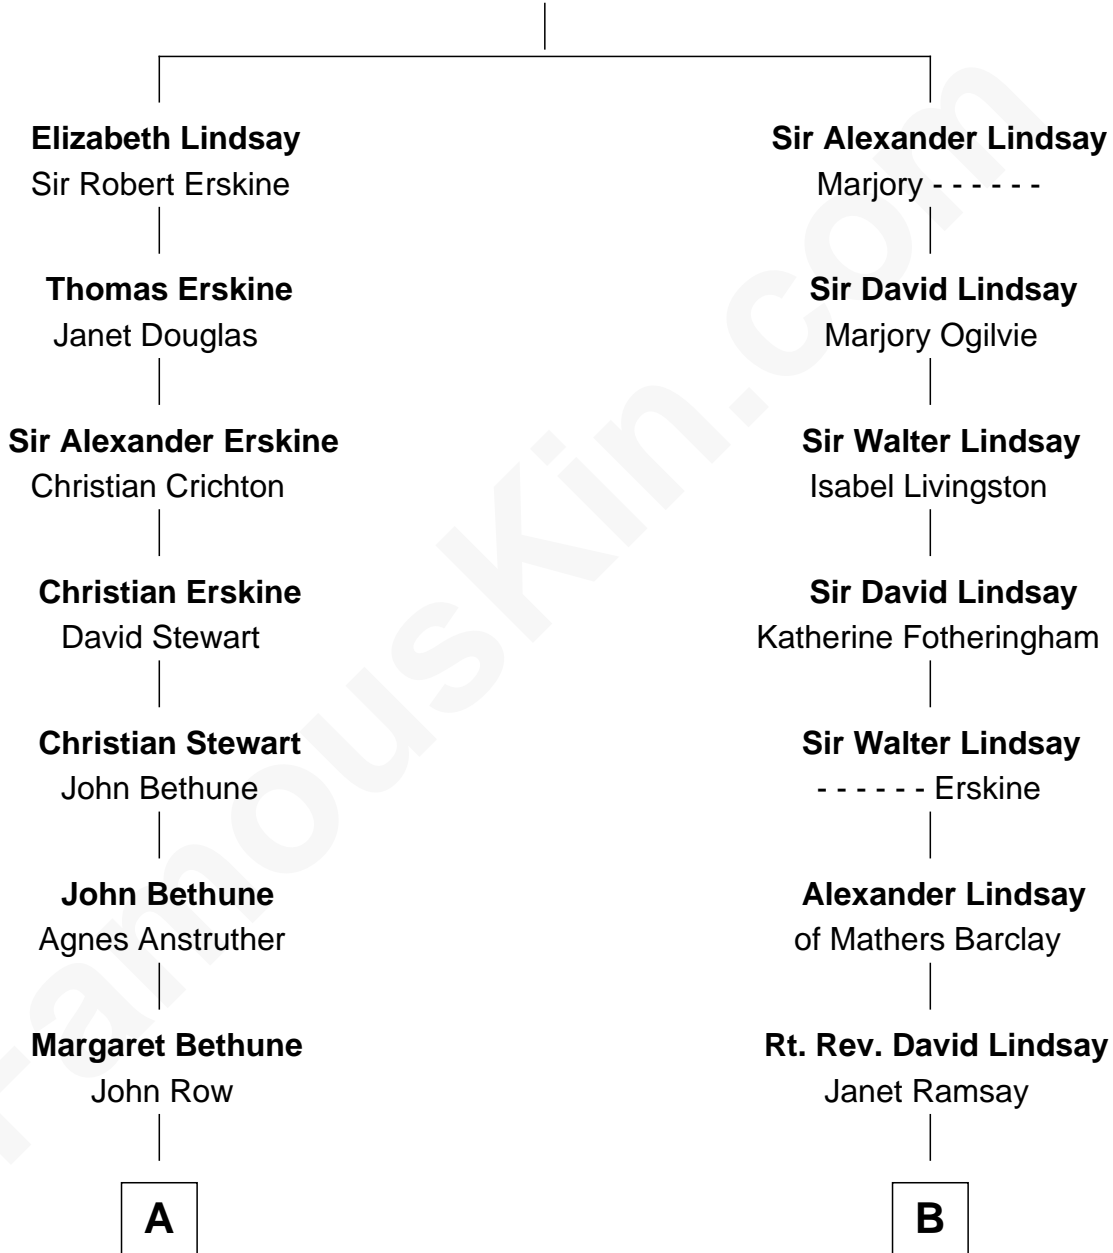 Elizabeth Lindsay
Sir Robert Erskine
Thomas Erskine
Janet Douglas
Sir Alexander Erskine
Christian Crichton
Christian Erskine
David Stewart
Christian Stewart
John Bethune
John Bethune
Agnes Anstruther
Margaret Bethune
John Row
A
Sir Alexander Lindsay
Marjory - - - - - -
Sir David Lindsay
Marjory Ogilvie
Sir Walter Lindsay
Isabel Livingston
Sir David Lindsay
Katherine Fotheringham
Sir Walter Lindsay
- - - - - - Erskine
Alexander Lindsay
of Mathers Barclay
Rt. Rev. David Lindsay
Janet Ramsay
B
FamousKin.com